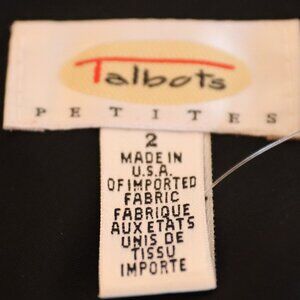 Talbots
PETITES
2
MADE IN
U.S.A.
OF IMPORTED
FABRIC
FABRIQUE
AUX ETATS
UNIS DE
TISSU
IMPORTE